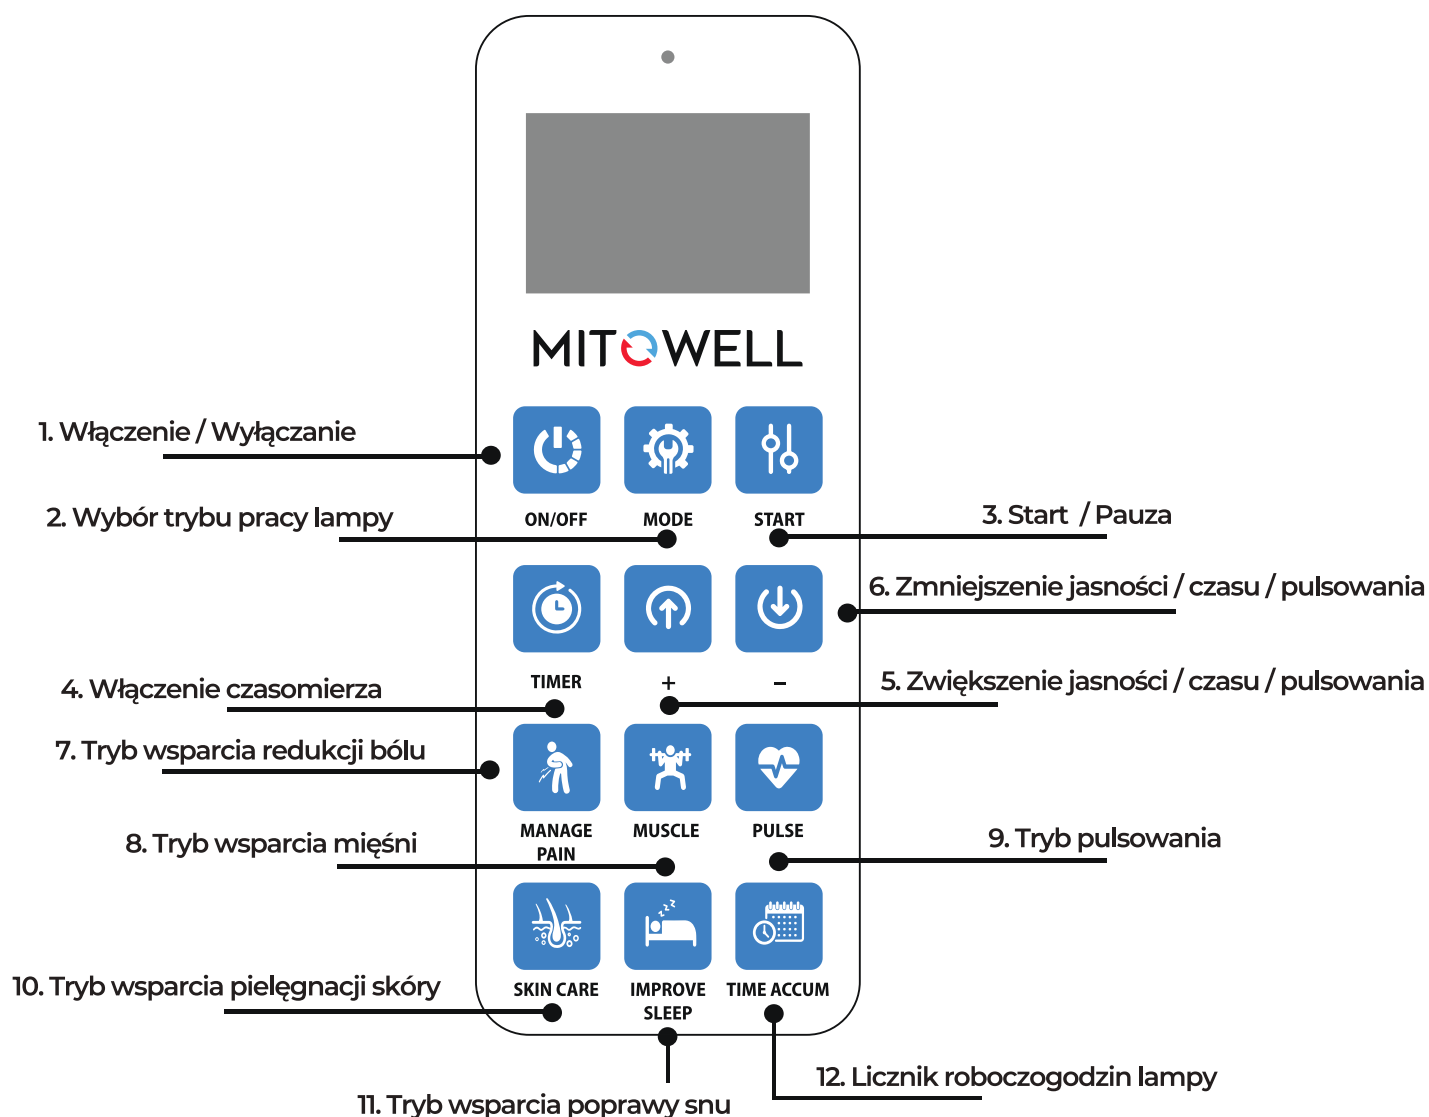 MITOWELL
1. Włączenie / Wyłączanie
2. Wybór trybu pracy lampy
ON/OFF
MODE
START
3. Start / Pauza
6. Zmniejszenie jasności / czasu / pulsowania
4. Włączenie czasomierza
TIMER
+
−
5. Zwiększenie jasności / czasu / pulsowania
7. Tryb wsparcia redukcji bólu
8. Tryb wsparcia mięśni
MANAGE
PAIN
MUSCLE
PULSE
9. Tryb pulsowania
zzz
10. Tryb wsparcia pielęgnacji skóry
SKIN CARE
IMPROVE
SLEEP
TIME ACCUM
12. Licznik roboczogodzin lampy
11. Tryb wsparcia poprawy snu